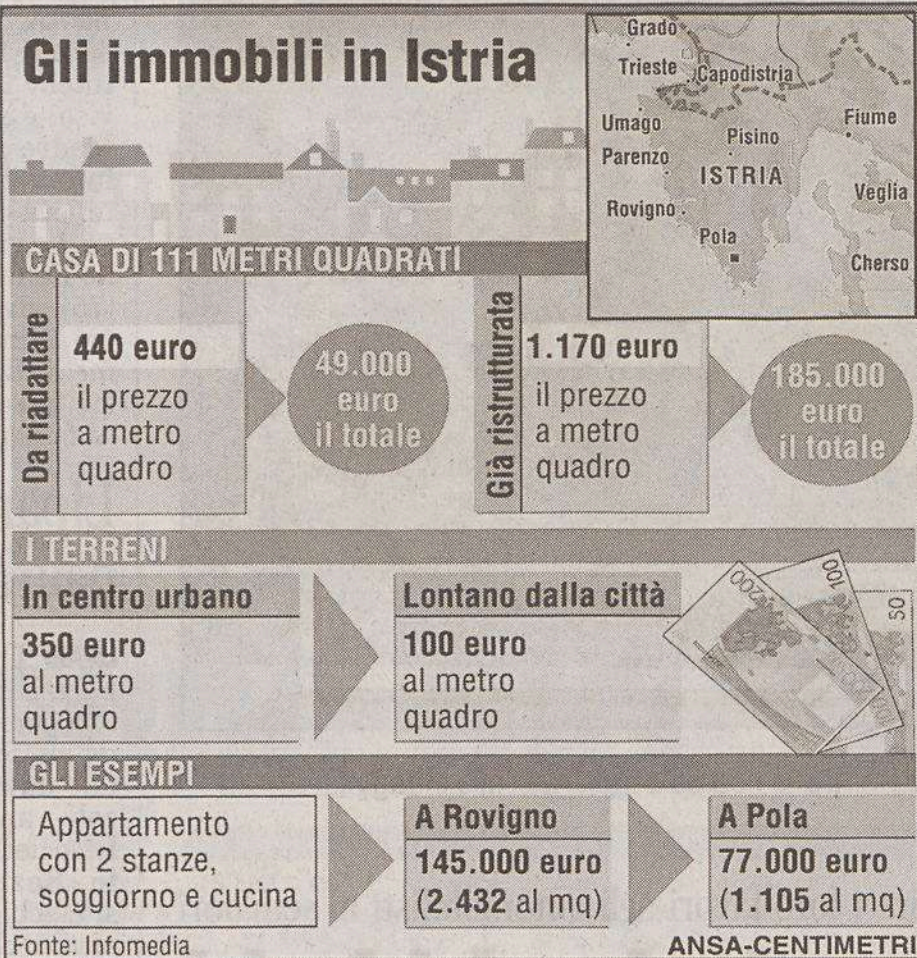 Gli immobili in Istria
Grado
Trieste
Capodistria
Umago
Pisino
Fiume
Parenzo
ISTRIA
Veglia
Rovigno
Pola
Cherso
CASA DI 111 METRI QUADRATI
Da riadattare
440 euro
il prezzo
a metro
quadro
49.000
euro
il totale
Già ristrutturata
1.170 euro
il prezzo
a metro
quadro
185.000
euro
il totale
I TERRENI
In centro urbano
350 euro
al metro
quadro
Lontano dalla città
100 euro
al metro
quadro
200
100
50
100
GLI ESEMPI
Appartamento
con 2 stanze,
soggiorno e cucina
A Rovigno
145.000 euro
(2.432 al mq)
A Pola
77.000 euro
(1.105 al mq)
Fonte: Infomedia
ANSA-CENTIMETRI